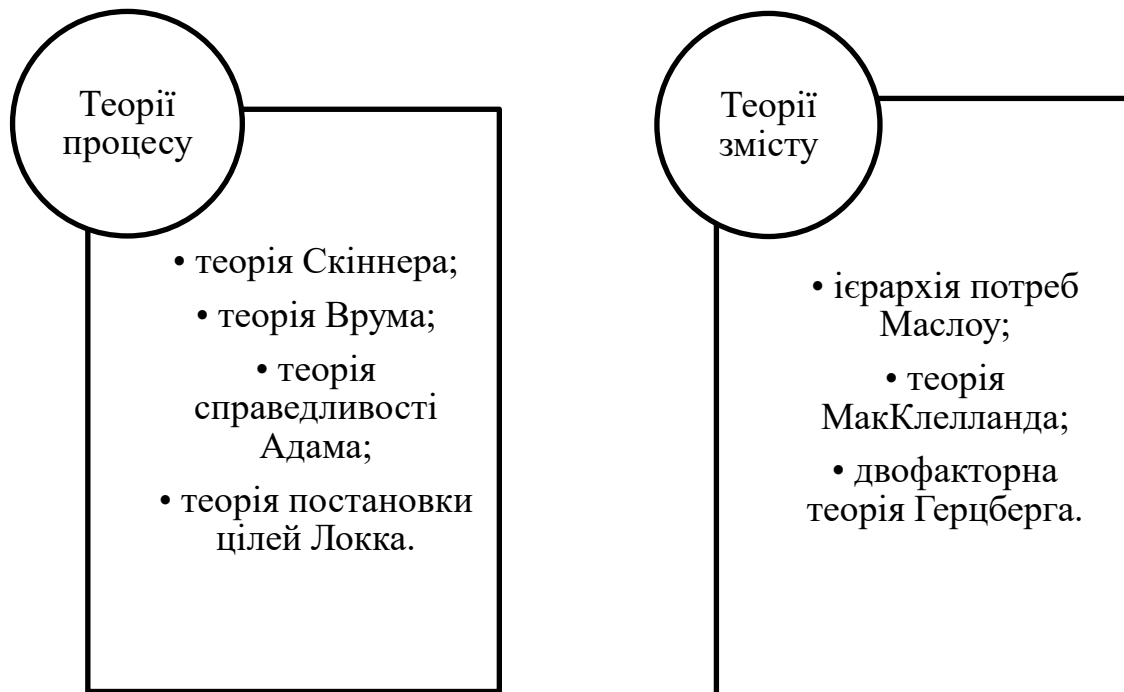 Теорії
процесу
• теорія Скіннера;
• теорія Врума;
• теорія
справедливості
Адама;
• теорія постановки
цілей Локка.
Теорії
змісту
• ієрархія потреб
Маслоу;
• теорія
МакКлелланда;
• двофакторна
теорія Герцберга.